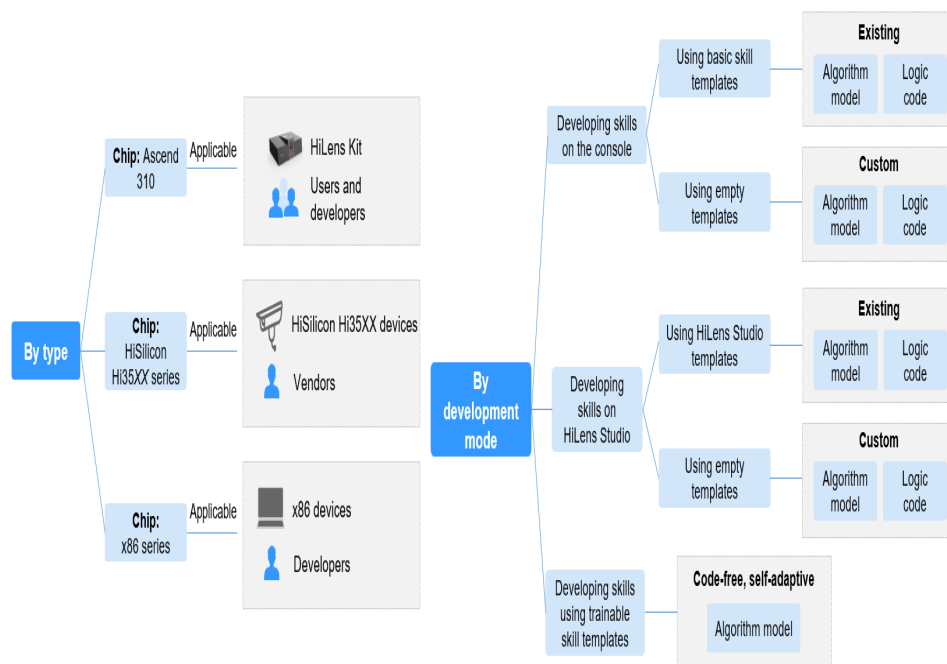 By type
Chip: Ascend
310
Applicable
HiLens Kit
Users and
developers
Chip:
HiSilicon
Hi35XX series
Applicable
HiSilicon Hi35XX devices
Vendors
Chip:
x86 series
Applicable
x86 devices
Developers
By
development
mode
Developing skills
on the console
Using basic skill
templates
Existing
Algorithm
model
Logic
code
Using empty
templates
Custom
Algorithm
model
Logic
code
Developing
skills on
HiLens Studio
Using HiLens Studio
templates
Existing
Algorithm
model
Logic
code
Using empty
templates
Custom
Algorithm
model
Logic
code
Developing skills
using trainable
skill templates
Code-free, self-adaptive
Algorithm model